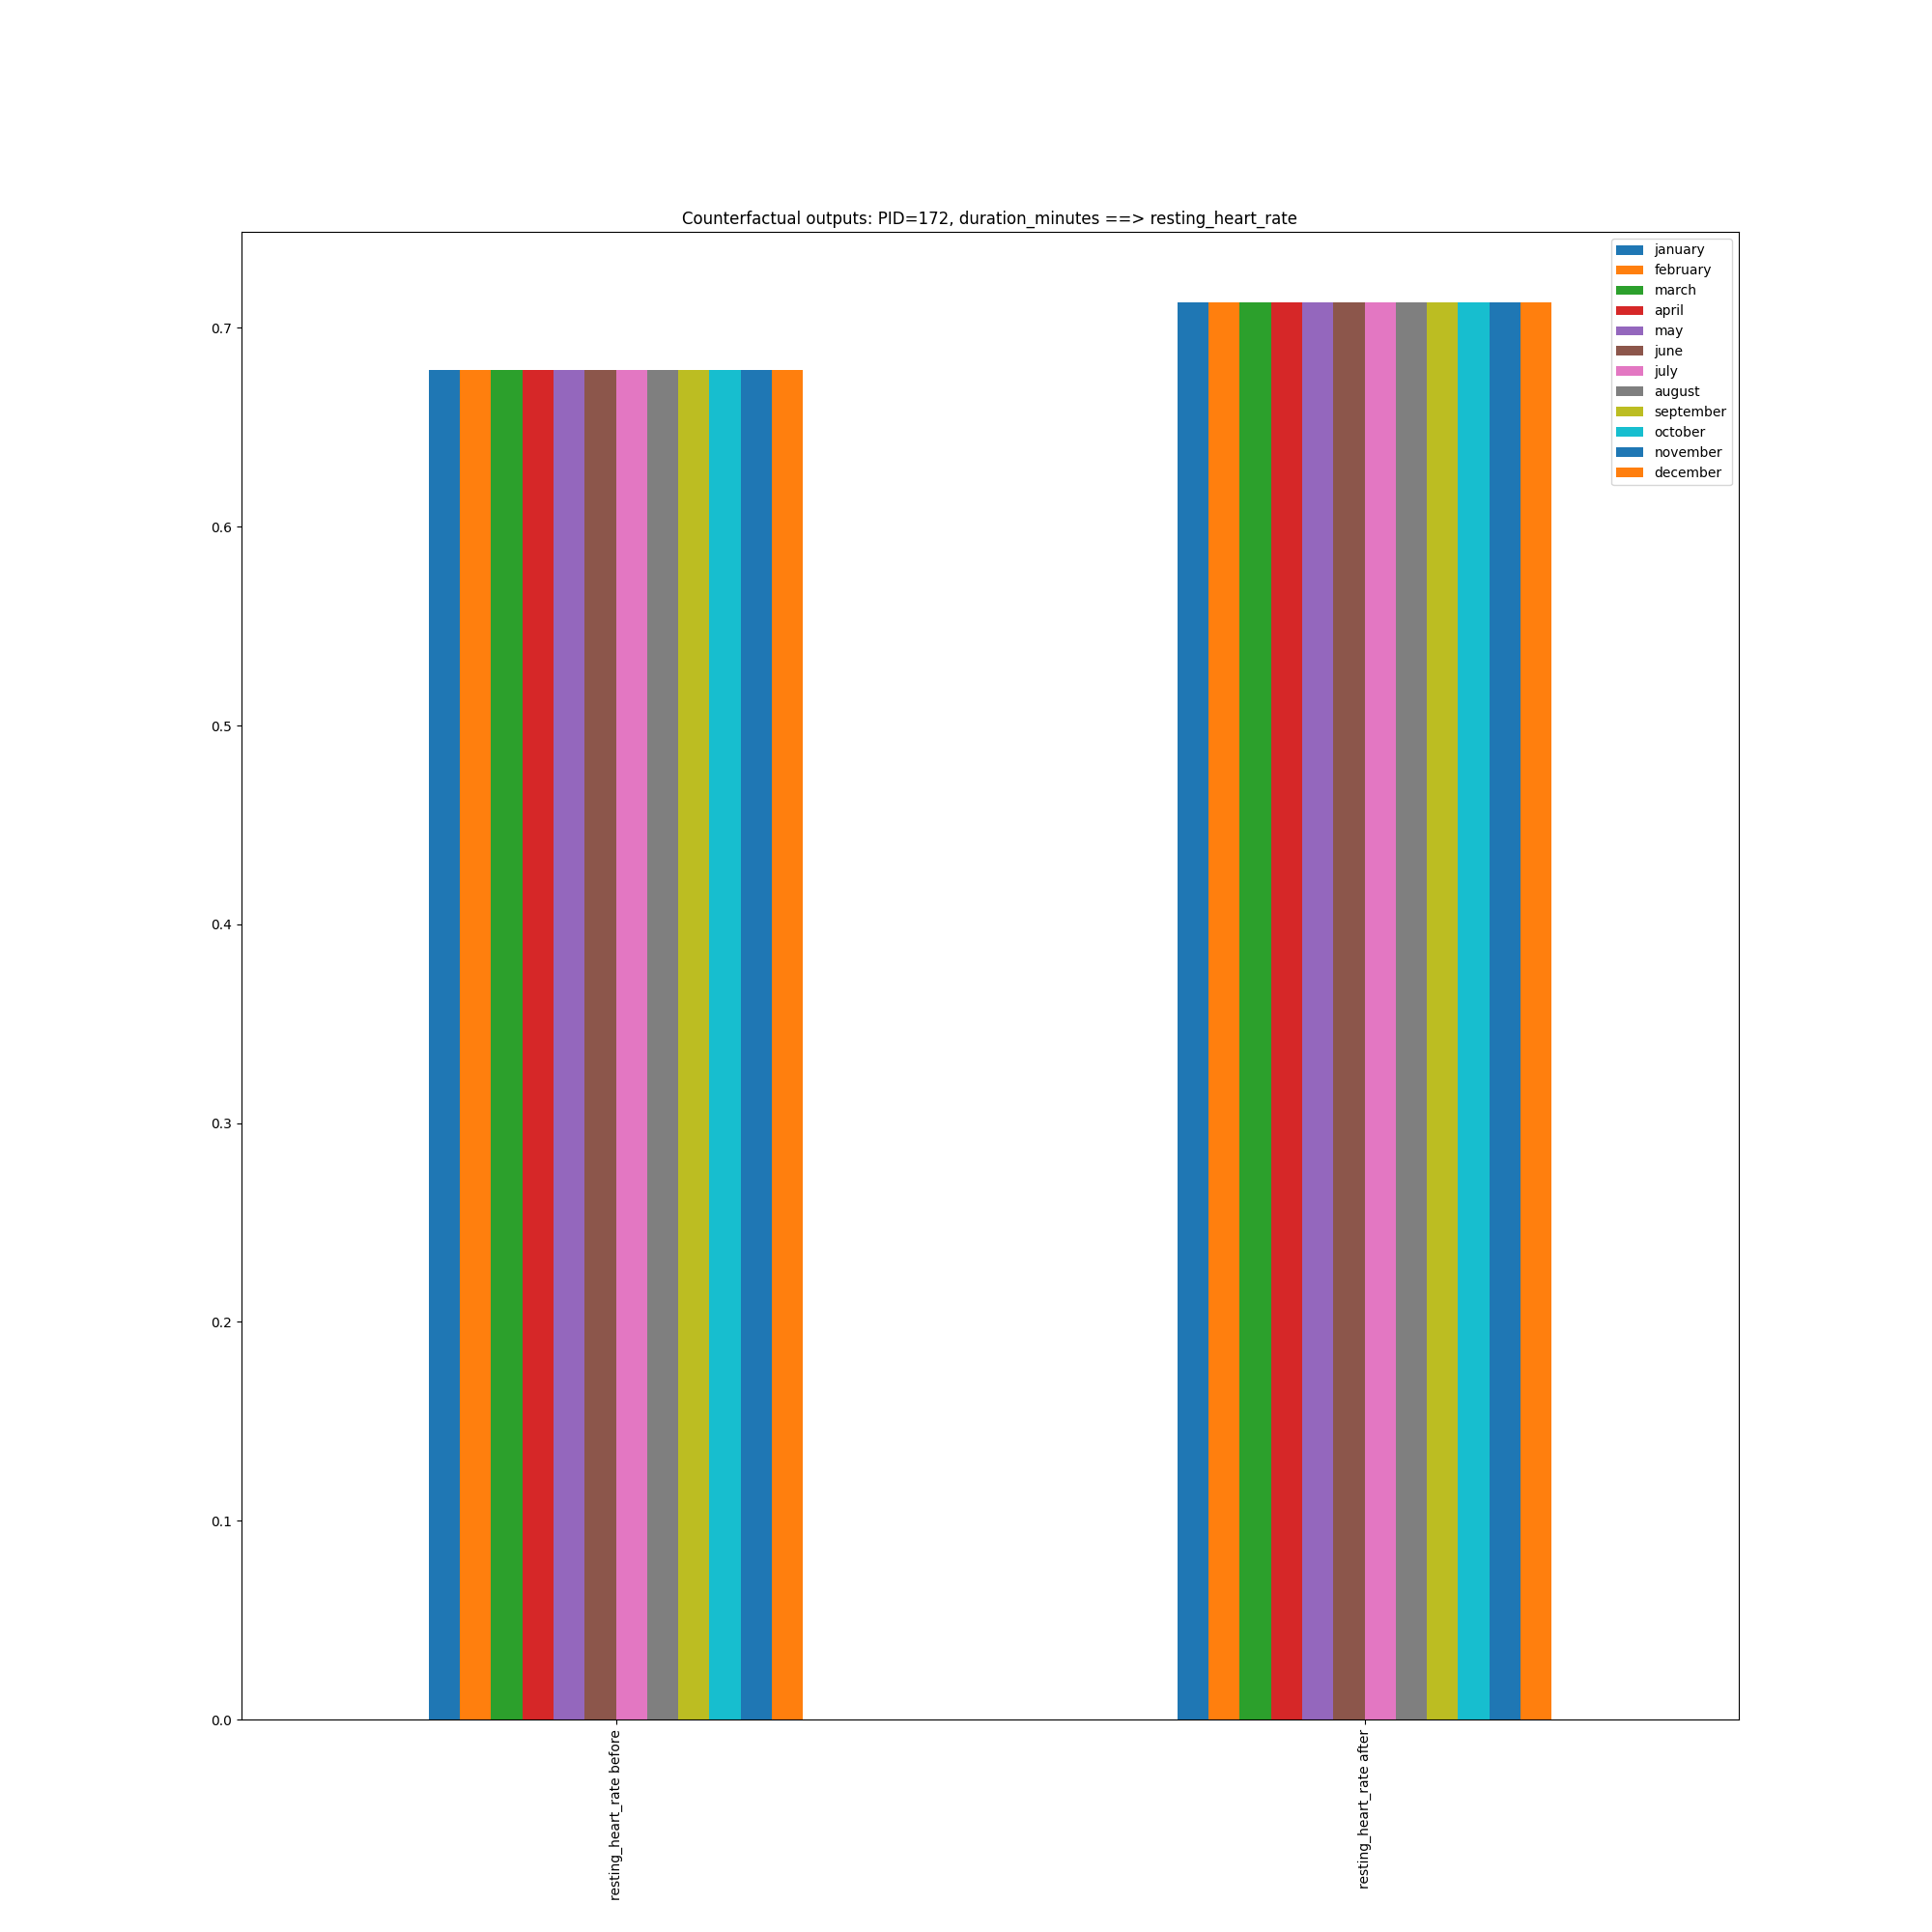 Counterfactual outputs: PID=172, duration_minutes ==> resting_heart_rate
january
february
march
april
may
june
july
august
september
october
november
december
0.7
0.6
0.5
0.4
0.3
0.2
0.1
0.0
resting_heart_rate before
resting_heart_rate after